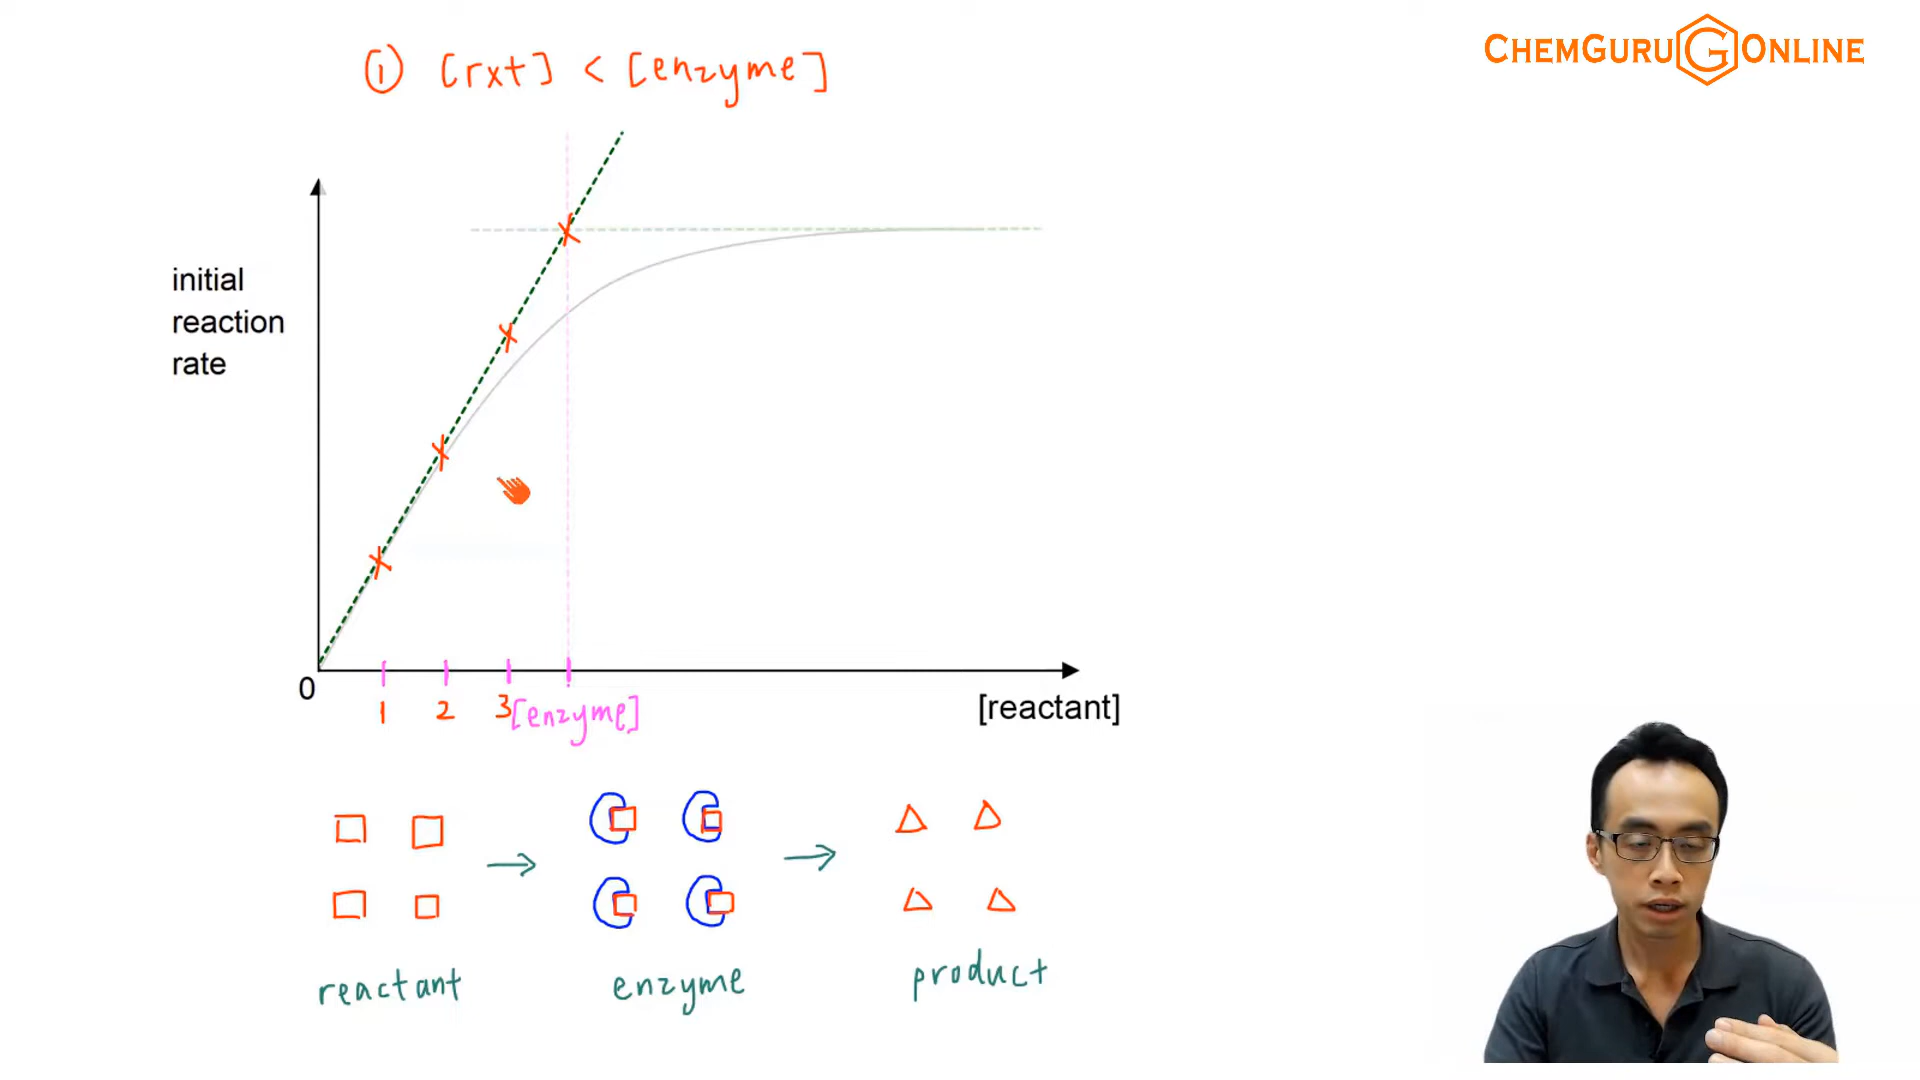 ① [rxt] < [enzyme]
CHEMGURU G ONLINE
initial
reaction
rate
0
1 2 3 [enzyme]
[reactant]
reactant → enzyme → product